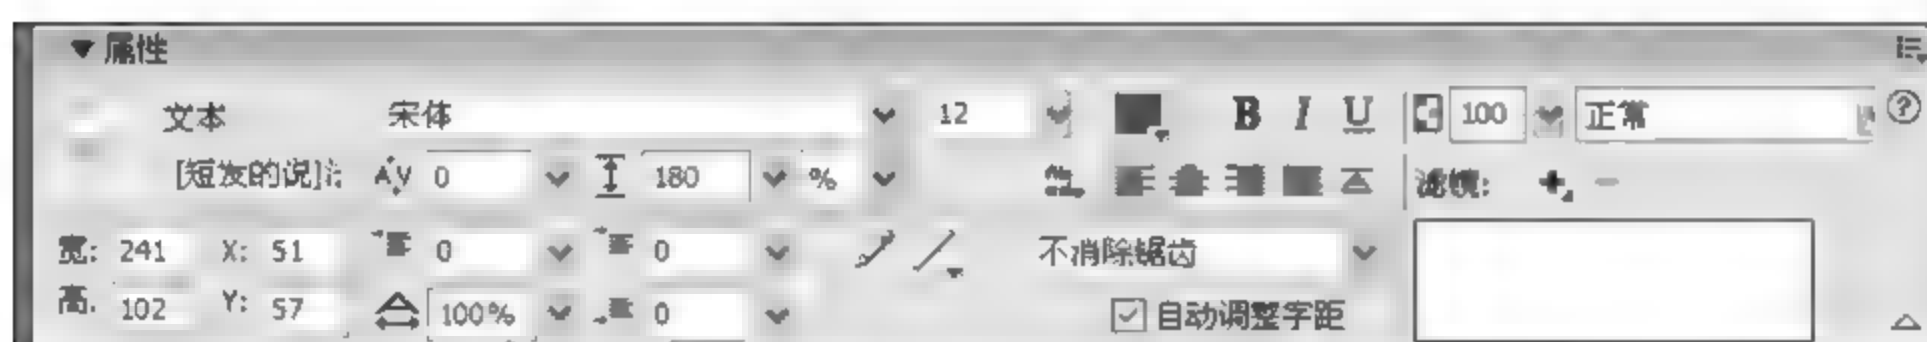 属性
文本 宋体 12 B I U 100 正常
[短发的说] A V 0 180 % 滤镜:
宽: 241 X: 51 0 0 不消除锯齿
高. 102 Y: 57 100% 0 自动调整字距